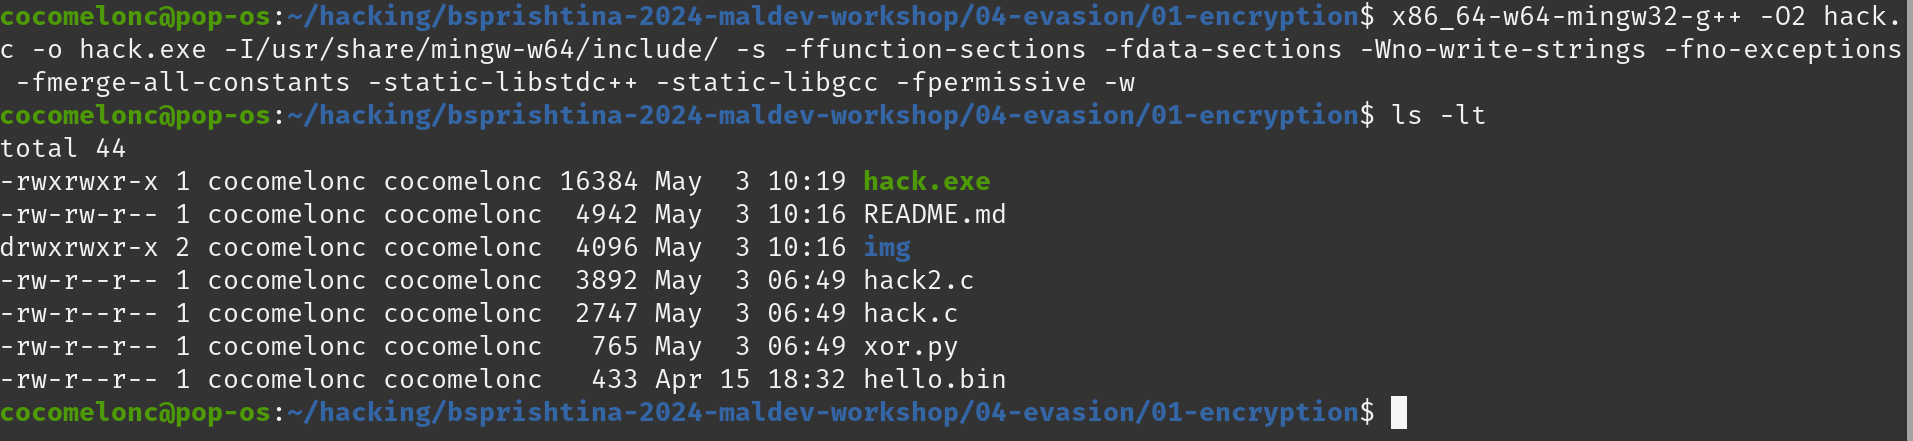 cocomelonc@pop-os:~/hacking/bsprishtina-2024-maldev-workshop/04-evasion/01-encryption$ x86_64-w64-mingw32-g++ -O2 hack.
c -o hack.exe -I/usr/share/mingw-w64/include/ -s -ffunction-sections -fdata-sections -Wno-write-strings -fno-exceptions
 -fmerge-all-constants -static-libstdc++ -static-libgcc -fpermissive -w
cocomelonc@pop-os:~/hacking/bsprishtina-2024-maldev-workshop/04-evasion/01-encryption$ ls -lt
total 44
-rwxrwxr-x 1 cocomelonc cocomelonc 16384 May  3 10:19 hack.exe
-rw-rw-r-- 1 cocomelonc cocomelonc  4942 May  3 10:16 README.md
drwxrwxr-x 2 cocomelonc cocomelonc  4096 May  3 10:16 img
-rw-r--r-- 1 cocomelonc cocomelonc  3892 May  3 06:49 hack2.c
-rw-r--r-- 1 cocomelonc cocomelonc  2747 May  3 06:49 hack.c
-rw-r--r-- 1 cocomelonc cocomelonc   765 May  3 06:49 xor.py
-rw-r--r-- 1 cocomelonc cocomelonc   433 Apr 15 18:32 hello.bin
cocomelonc@pop-os:~/hacking/bsprishtina-2024-maldev-workshop/04-evasion/01-encryption$